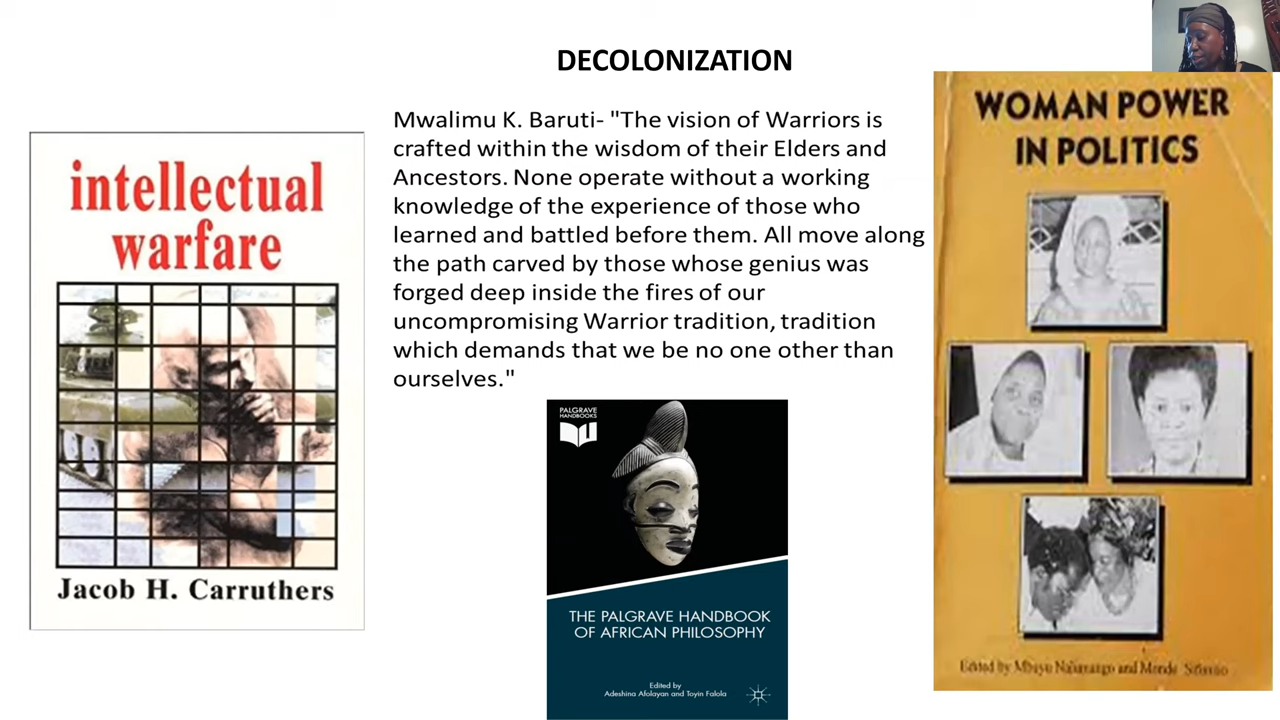 DECOLONIZATION
intellectual
warfare
Jacob H. Carruthers
Mwalimu K. Baruti- "The vision of Warriors is
crafted within the wisdom of their Elders and
Ancestors. None operate without a working
knowledge of the experience of those who
learned and battled before them. All move along
the path carved by those whose genius was
forged deep inside the fires of our
uncompromising Warrior tradition, tradition
which demands that we be no one other than
ourselves."
PALGRAVE
HANDBOOKS
THE PALGRAVE HANDBOOK
OF AFRICAN PHILOSOPHY
Edited by
Adeshina Afolayan and Toyin Falola
WOMAN POWER
IN POLITICS
Edited by Mbuyu Nalumango and Monde Sifuniso